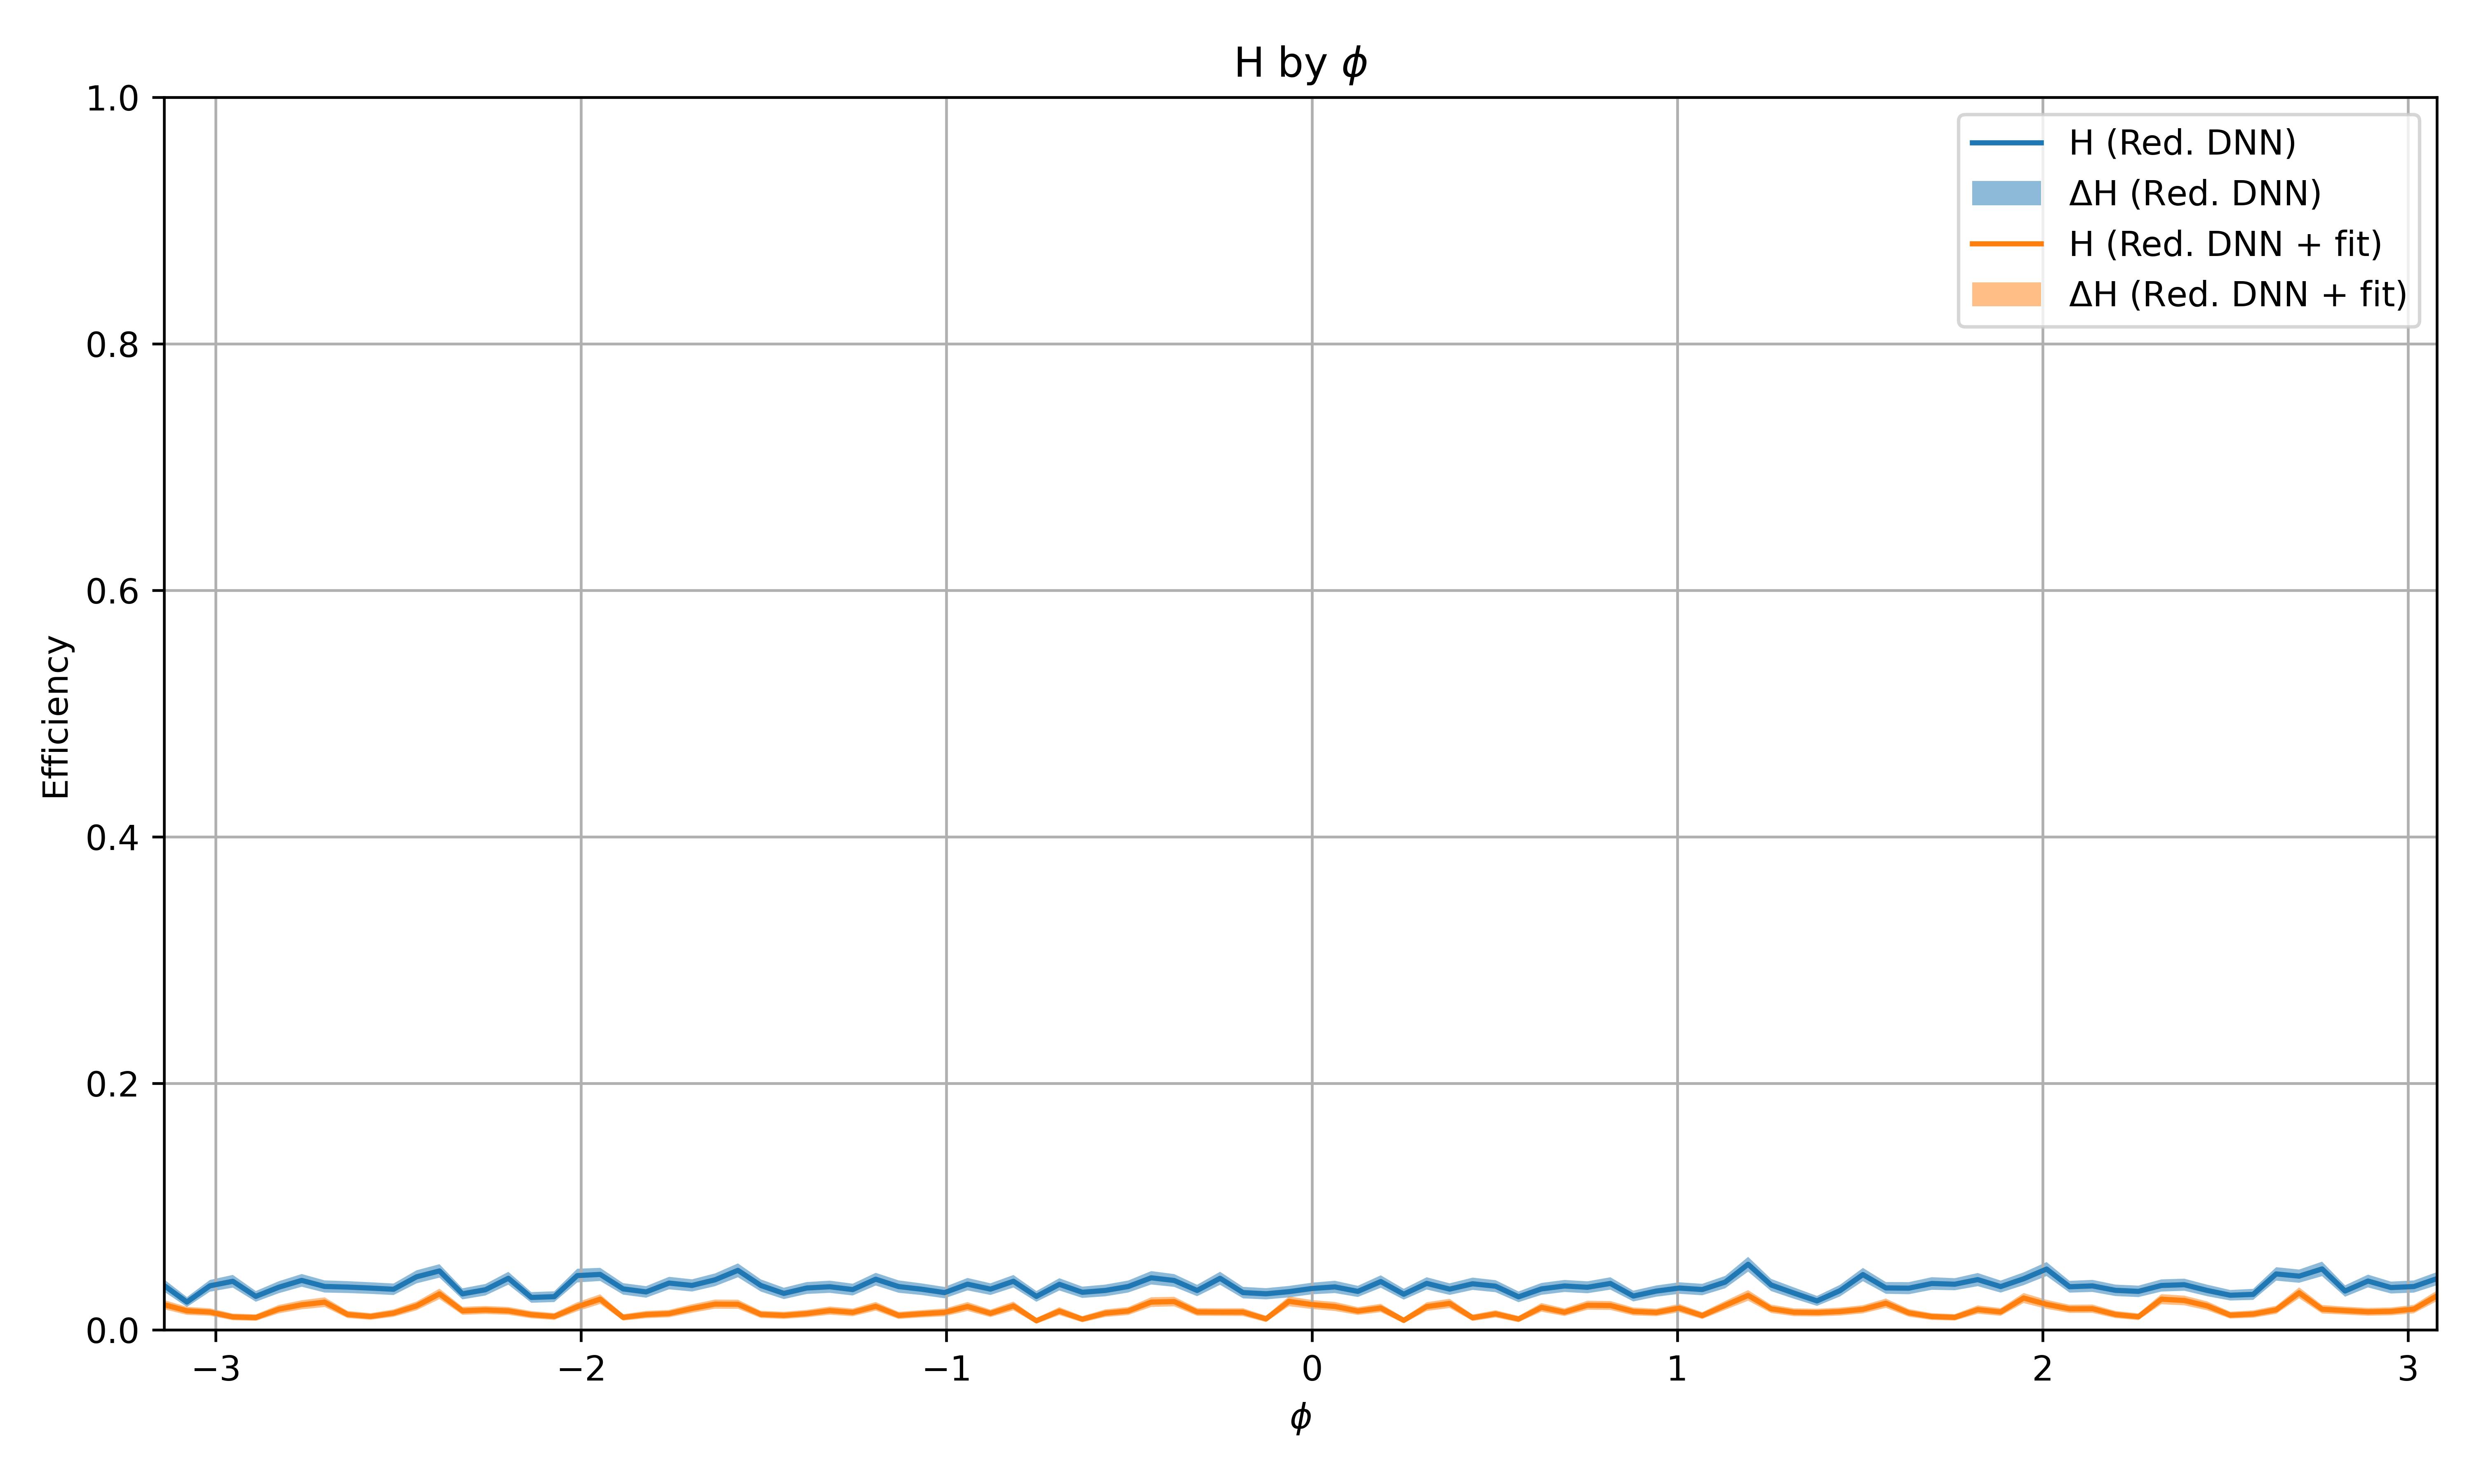 H by ϕ
1.0
0.8
0.6
0.4
0.2
0.0
Efficiency
H (Red. DNN)
ΔH (Red. DNN)
H (Red. DNN + fit)
ΔH (Red. DNN + fit)
−3 −2 −1 0 1 2 3
ϕ